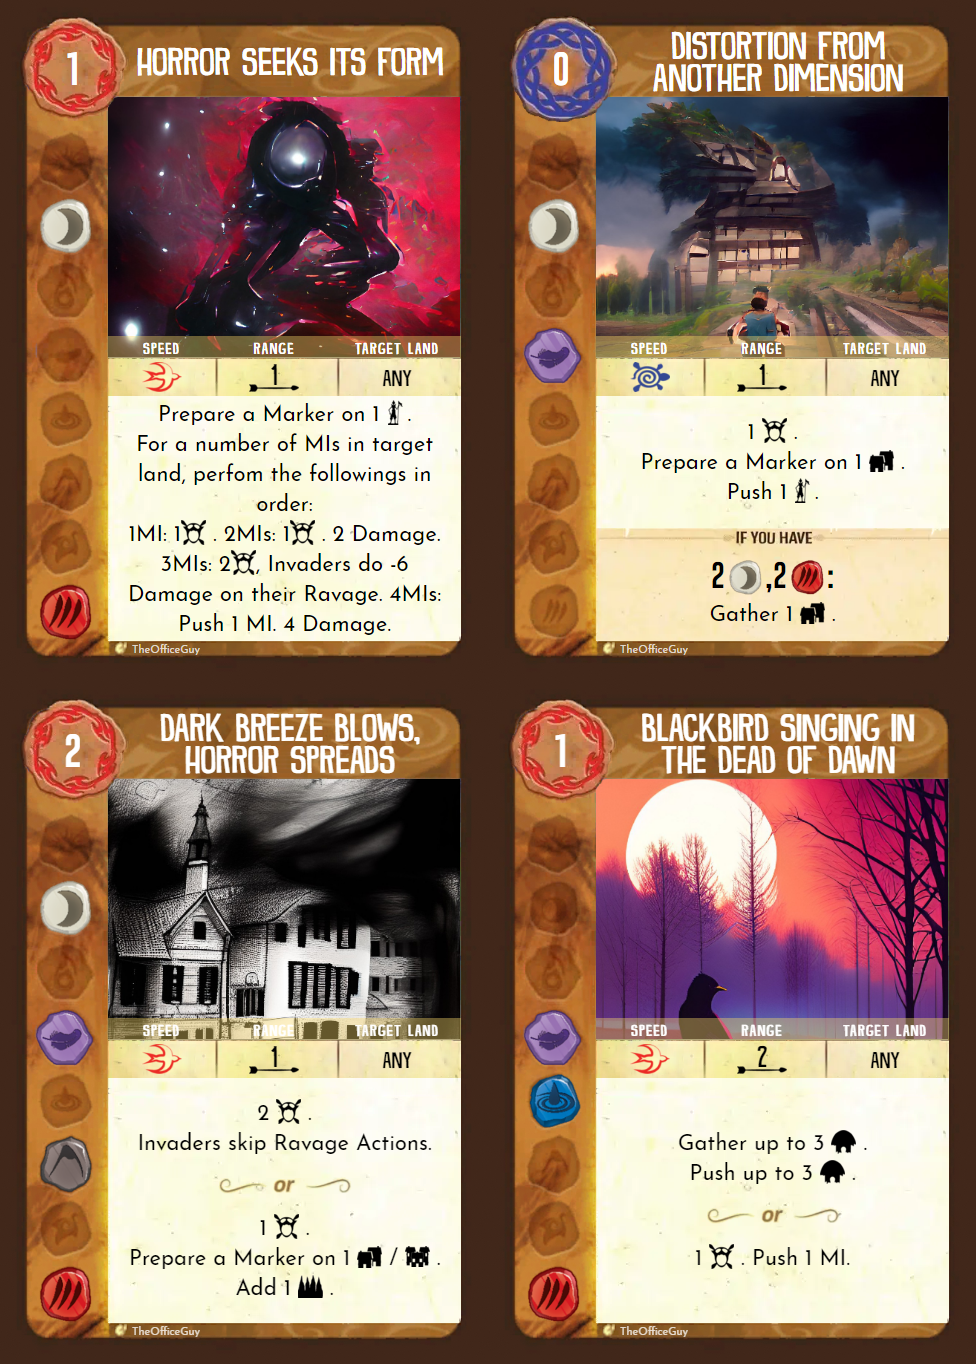 1
HORROR SEEKS ITS FORM
SPEED RANGE TARGET LAND
1 ANY
Prepare a Marker on 1 .
For a number of MIs in target
land, perfom the followings in
order:
1MI: 1 . 2MIs: 1 . 2 Damage.
3MIs: 2 , Invaders do -6
Damage on their Ravage. 4MIs:
Push 1 MI. 4 Damage.
TheOfficeGuy
0
DISTORTION FROM
ANOTHER DIMENSION
SPEED RANGE TARGET LAND
1 ANY
1 .
Prepare a Marker on 1 .
Push 1 .
IF YOU HAVE
2 ,2 :
Gather 1 .
TheOfficeGuy
2
DARK BREEZE BLOWS,
HORROR SPREADS
SPEED RANGE TARGET LAND
1 ANY
2 .
Invaders skip Ravage Actions.
or
1 .
Prepare a Marker on 1 / .
Add 1 .
TheOfficeGuy
1
BLACKBIRD SINGING IN
THE DEAD OF DAWN
SPEED RANGE TARGET LAND
2 ANY
Gather up to 3 .
Push up to 3 .
or
1 . Push 1 MI.
TheOfficeGuy